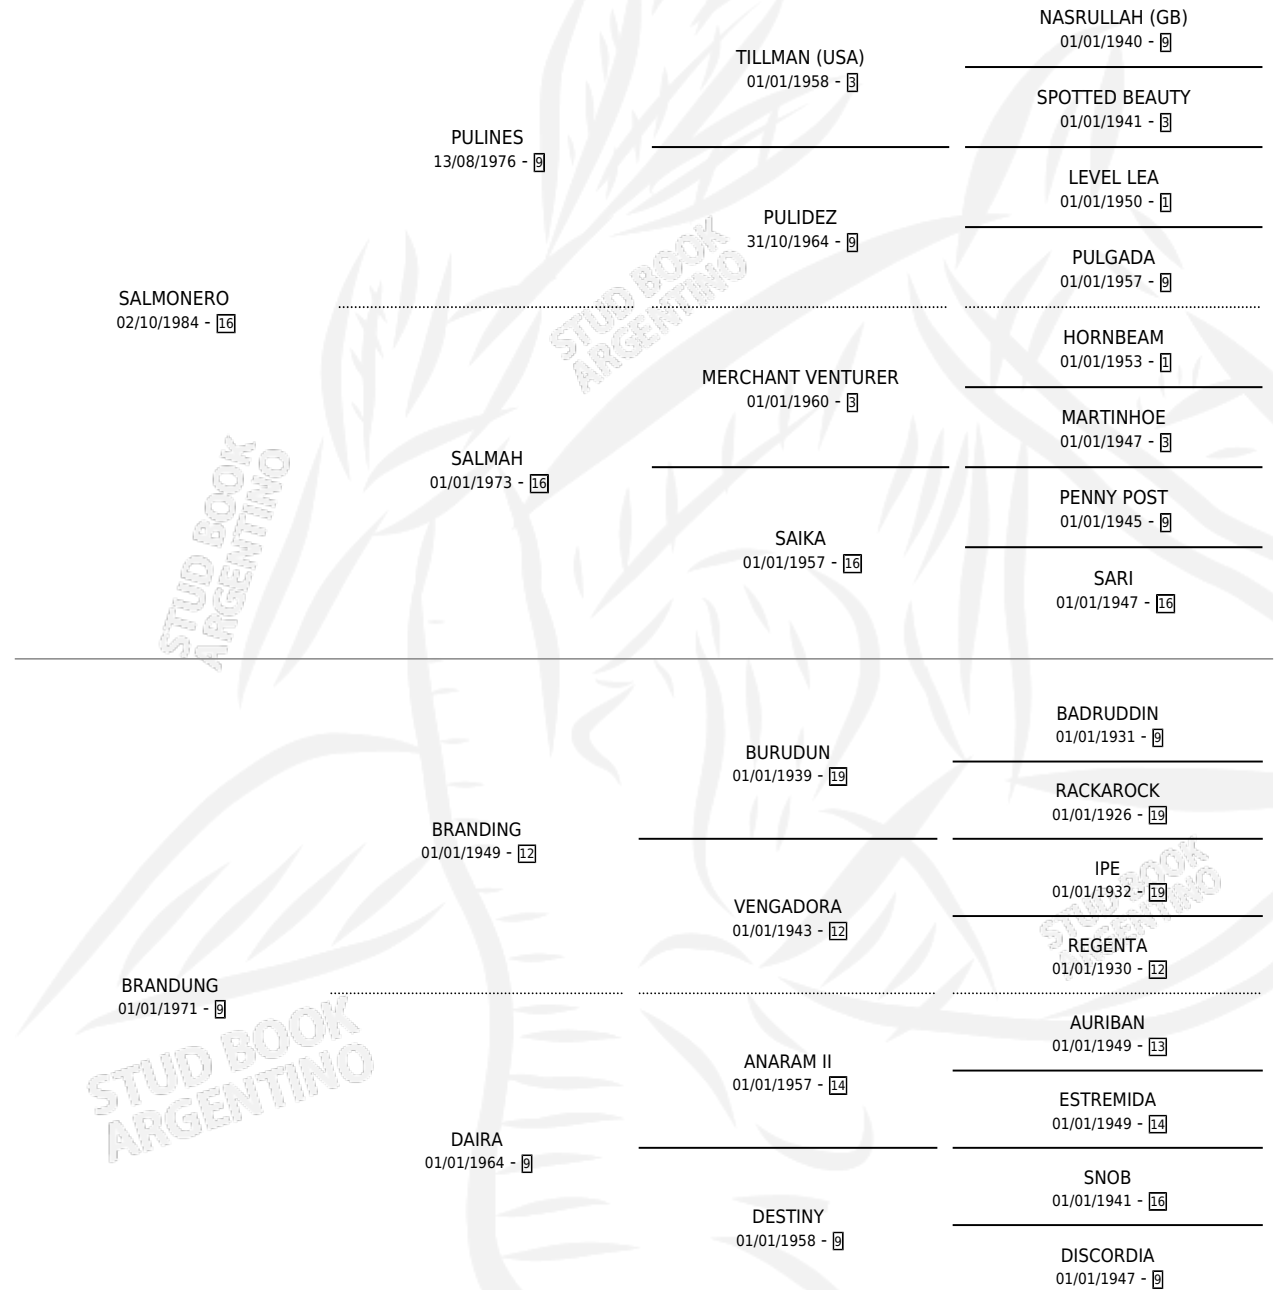 NASRULLAH (GB)
01/01/1940 - 9
TILLMAN (USA)
01/01/1958 - 3
SPOTTED BEAUTY
01/01/1941 - 3
PULINES
13/08/1976 - 9
LEVEL LEA
01/01/1950 - 1
PULIDEZ
31/10/1964 - 9
PULGADA
01/01/1957 - 9
SALMONERO
02/10/1984 - 16
HORNBEAM
01/01/1953 - 1
MERCHANT VENTURER
01/01/1960 - 3
MARTINHOE
01/01/1947 - 3
SALMAH
01/01/1973 - 16
PENNY POST
01/01/1945 - 9
SAIKA
01/01/1957 - 16
SARI
01/01/1947 - 16
BADRUDDIN
01/01/1931 - 9
BURUDUN
01/01/1939 - 19
RACKAROCK
01/01/1926 - 19
BRANDING
01/01/1949 - 12
IPE
01/01/1932 - 19
VENGADORA
01/01/1943 - 12
REGENTA
01/01/1930 - 12
BRANDUNG
01/01/1971 - 9
AURIBAN
01/01/1949 - 13
ANARAM II
01/01/1957 - 14
ESTREMIDA
01/01/1949 - 14
DAIRA
01/01/1964 - 9
SNOB
01/01/1941 - 16
DESTINY
01/01/1958 - 9
DISCORDIA
01/01/1947 - 9
STUD BOOK
ARGENTINO
STUD BOOK
ARGENTINO
STUD BOOK
ARGENTINO
STUD BOOK
ARGENTINO